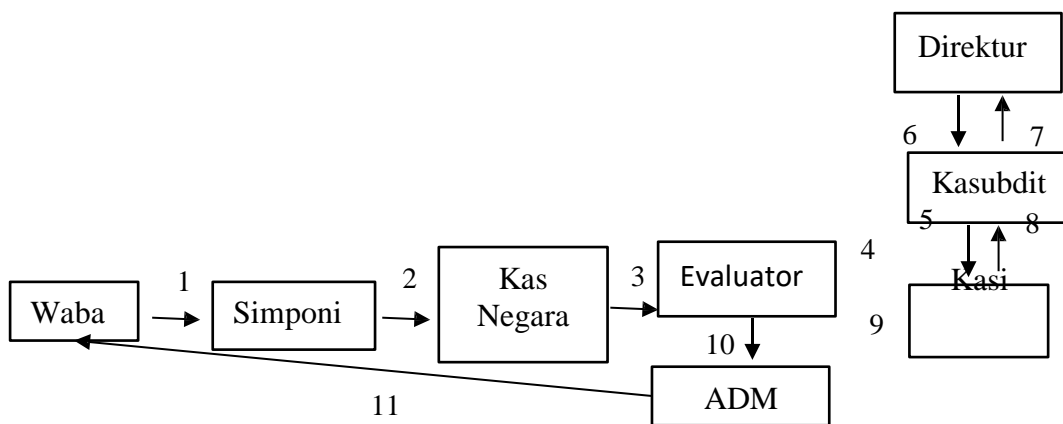 Direktur
6
7
Kasubdit
5
8
4
Kasi
9
1
2
3
Waba
Simponi
Kas
Negara
Evaluator
10
ADM
11